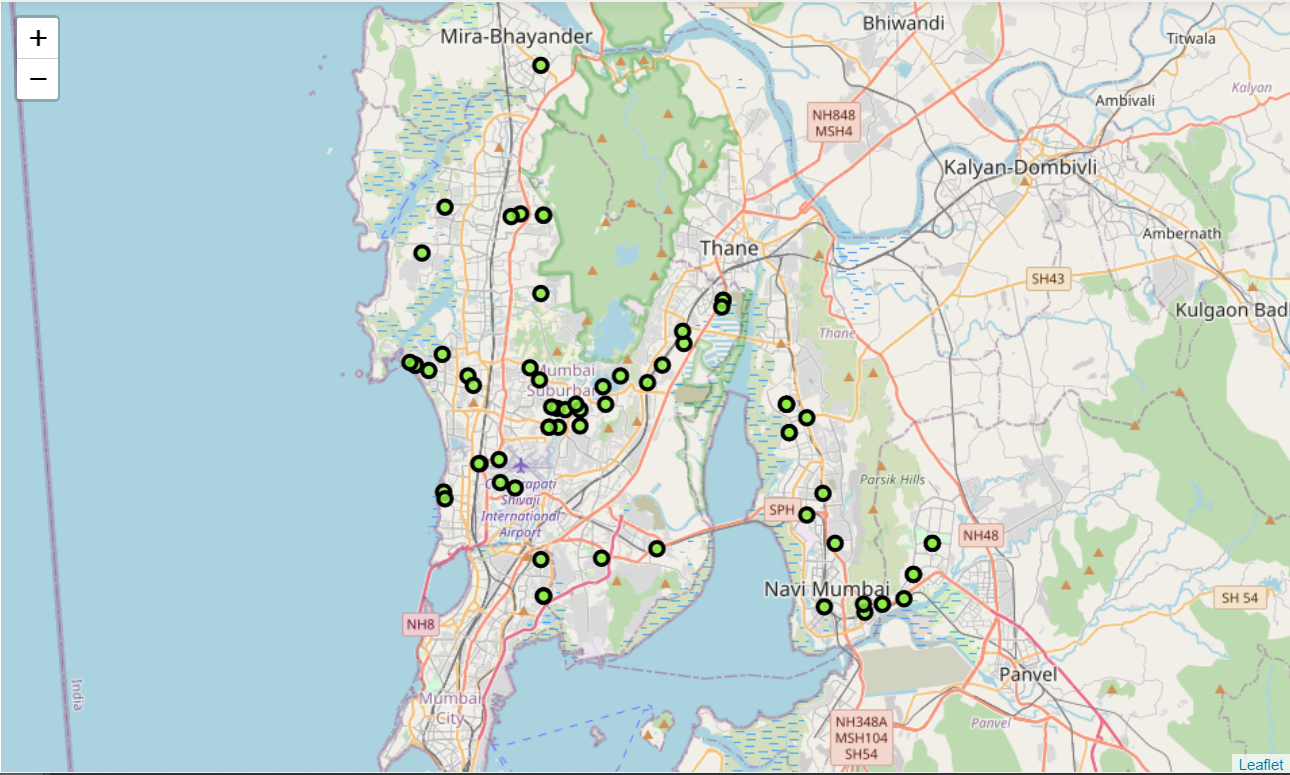 +
−
Mira-Bhayander
Bhiwandi
Titwala
Kalyan
Ambivali
NH848
MSH4
Kalyan-Dombivli
Thane
Ambernath
SH43
Kulgaon Badl
Thane
Mumbai
Suburban
Parsik Hills
Shivaji
International
Airport
SPH
NH48
Navi Mumbai
SH 54
NH8
Panvel
India
Mumbai
City
NH348A
MSH104
SH54
Panvel
Leaflet